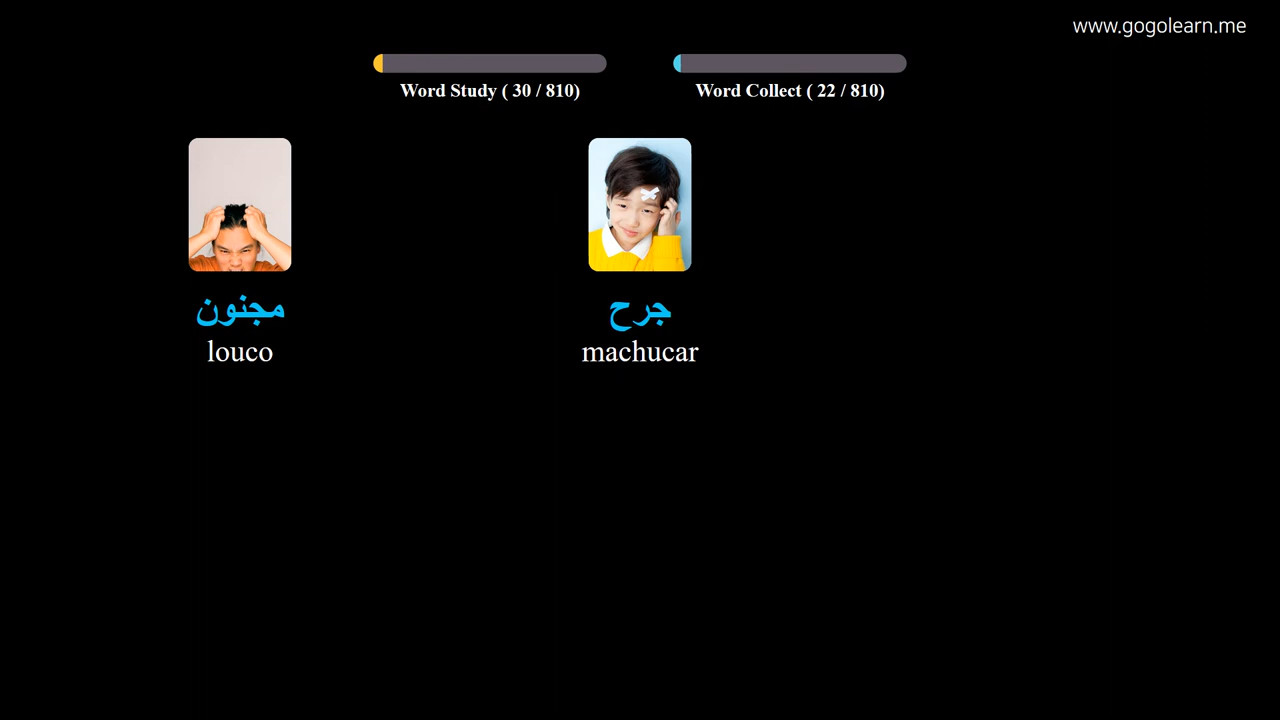 www.gogolearn.me
Word Study ( 30 / 810)
Word Collect ( 22 / 810)
مجنون
louco
جرح
machucar